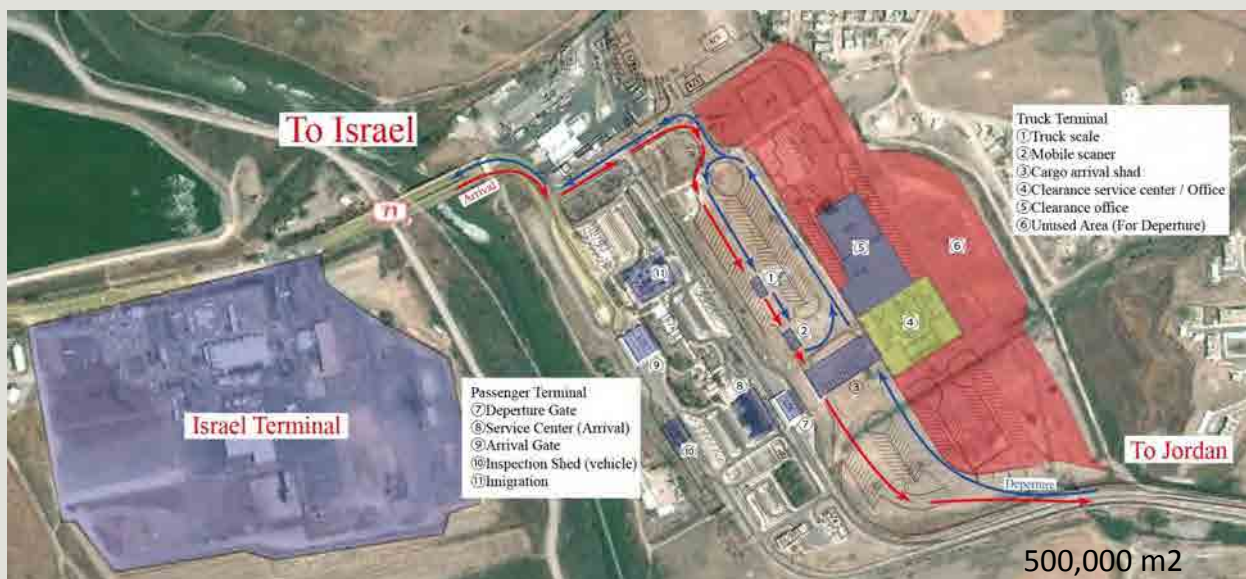 To Israel
Arrival
71
Truck Terminal
①Truck scale
②Mobile scaner
③Cargo arrival shad
④Clearance service center / Office
⑤Clearance office
⑥Unused Area (For Departure)
⑪
①
⑤
⑥
②
④
⑨
⑧
③
⑦
⑩
Israel Terminal
Passenger Terminal
⑦Departure Gate
⑧Service Center (Arrival)
⑨Arrival Gate
⑩Inspection Shed (vehicle)
⑪Imigration
To Jordan
Departure
500,000 m2